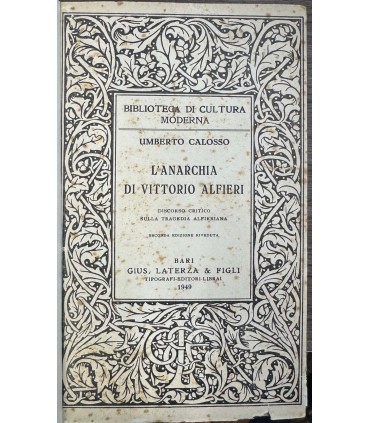 BIBLIOTECA DI CULTURA
MODERNA
UMBERTO CALOSSO
L'ANARCHIA
DI VITTORIO ALFIERI
DISCORSO CRITICO
SULLA TRAGEDIA ALFIERIANA
SECONDA EDIZIONE RIVEDUTA
BARI
GIUS. LATERZA & FIGLI
TIPOGRAFI-EDITORI-LIBRAI
1949